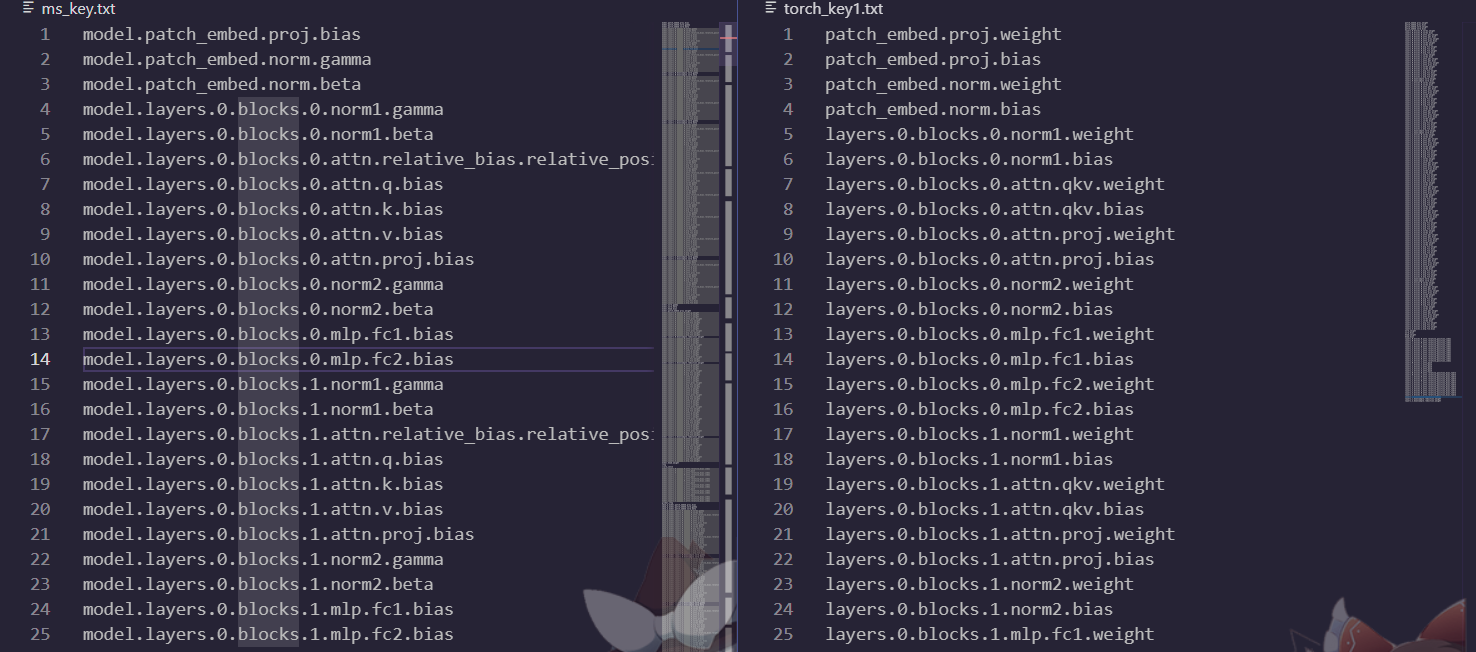 ms_key.txt
1 model.patch_embed.proj.bias
2 model.patch_embed.norm.gamma
3 model.patch_embed.norm.beta
4 model.layers.0.blocks.0.norm1.gamma
5 model.layers.0.blocks.0.norm1.beta
6 model.layers.0.blocks.0.attn.relative_bias.relative_pos
7 model.layers.0.blocks.0.attn.q.bias
8 model.layers.0.blocks.0.attn.k.bias
9 model.layers.0.blocks.0.attn.v.bias
10 model.layers.0.blocks.0.attn.proj.bias
11 model.layers.0.blocks.0.norm2.gamma
12 model.layers.0.blocks.0.norm2.beta
13 model.layers.0.blocks.0.mlp.fc1.bias
14 model.layers.0.blocks.0.mlp.fc2.bias
15 model.layers.0.blocks.1.norm1.gamma
16 model.layers.0.blocks.1.norm1.beta
17 model.layers.0.blocks.1.attn.relative_bias.relative_pos
18 model.layers.0.blocks.1.attn.q.bias
19 model.layers.0.blocks.1.attn.k.bias
20 model.layers.0.blocks.1.attn.v.bias
21 model.layers.0.blocks.1.attn.proj.bias
22 model.layers.0.blocks.1.norm2.gamma
23 model.layers.0.blocks.1.norm2.beta
24 model.layers.0.blocks.1.mlp.fc1.bias
25 model.layers.0.blocks.1.mlp.fc2.bias
torch_key1.txt
1 patch_embed.proj.weight
2 patch_embed.proj.bias
3 patch_embed.norm.weight
4 patch_embed.norm.bias
5 layers.0.blocks.0.norm1.weight
6 layers.0.blocks.0.norm1.bias
7 layers.0.blocks.0.attn.qkv.weight
8 layers.0.blocks.0.attn.qkv.bias
9 layers.0.blocks.0.attn.proj.weight
10 layers.0.blocks.0.attn.proj.bias
11 layers.0.blocks.0.norm2.weight
12 layers.0.blocks.0.norm2.bias
13 layers.0.blocks.0.mlp.fc1.weight
14 layers.0.blocks.0.mlp.fc1.bias
15 layers.0.blocks.0.mlp.fc2.weight
16 layers.0.blocks.0.mlp.fc2.bias
17 layers.0.blocks.1.norm1.weight
18 layers.0.blocks.1.norm1.bias
19 layers.0.blocks.1.attn.qkv.weight
20 layers.0.blocks.1.attn.qkv.bias
21 layers.0.blocks.1.attn.proj.weight
22 layers.0.blocks.1.attn.proj.bias
23 layers.0.blocks.1.norm2.weight
24 layers.0.blocks.1.norm2.bias
25 layers.0.blocks.1.mlp.fc1.weight